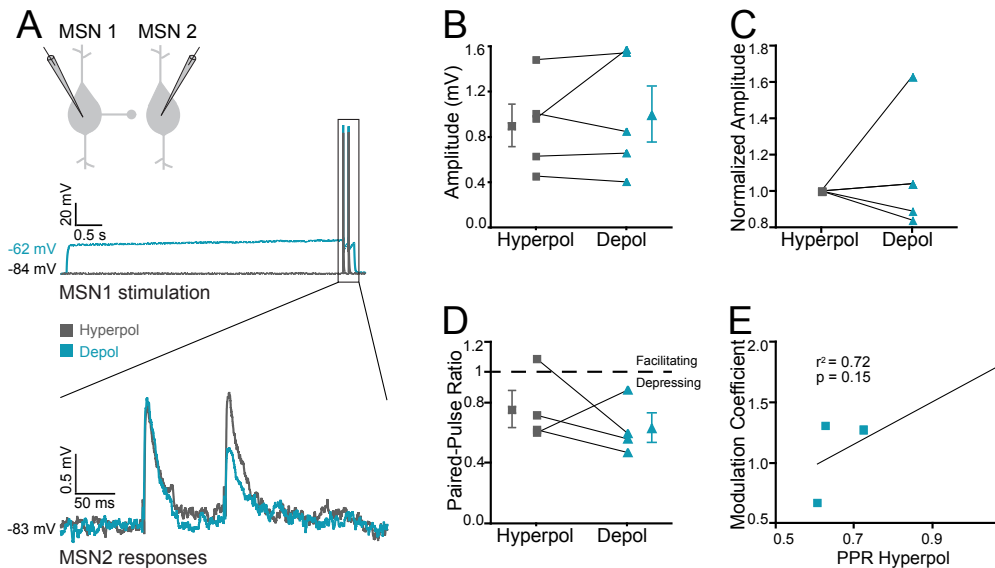 A
MSN 1 MSN 2
20 mV
0.5 s
-62 mV
-84 mV
MSN1 stimulation
Hyperpol
Depol
0.5 mV
50 ms
-83 mV
MSN2 responses
B
Amplitude (mV)
1.6
1.2
0.8
0.4
0.0
Hyperpol Depol
C
Normalized Amplitude
1.8
1.6
1.4
1.2
1.0
0.8
Hyperpol Depol
D
Paired-Pulse Ratio
1.2
1
0.8
0.4
0.0
Facilitating
Depressing
Hyperpol Depol
E
Modulation Coefficient
2.0
1.5
1.0
0.5
r² = 0.72
p = 0.15
0.5 0.7 0.9
PPR Hyperpol